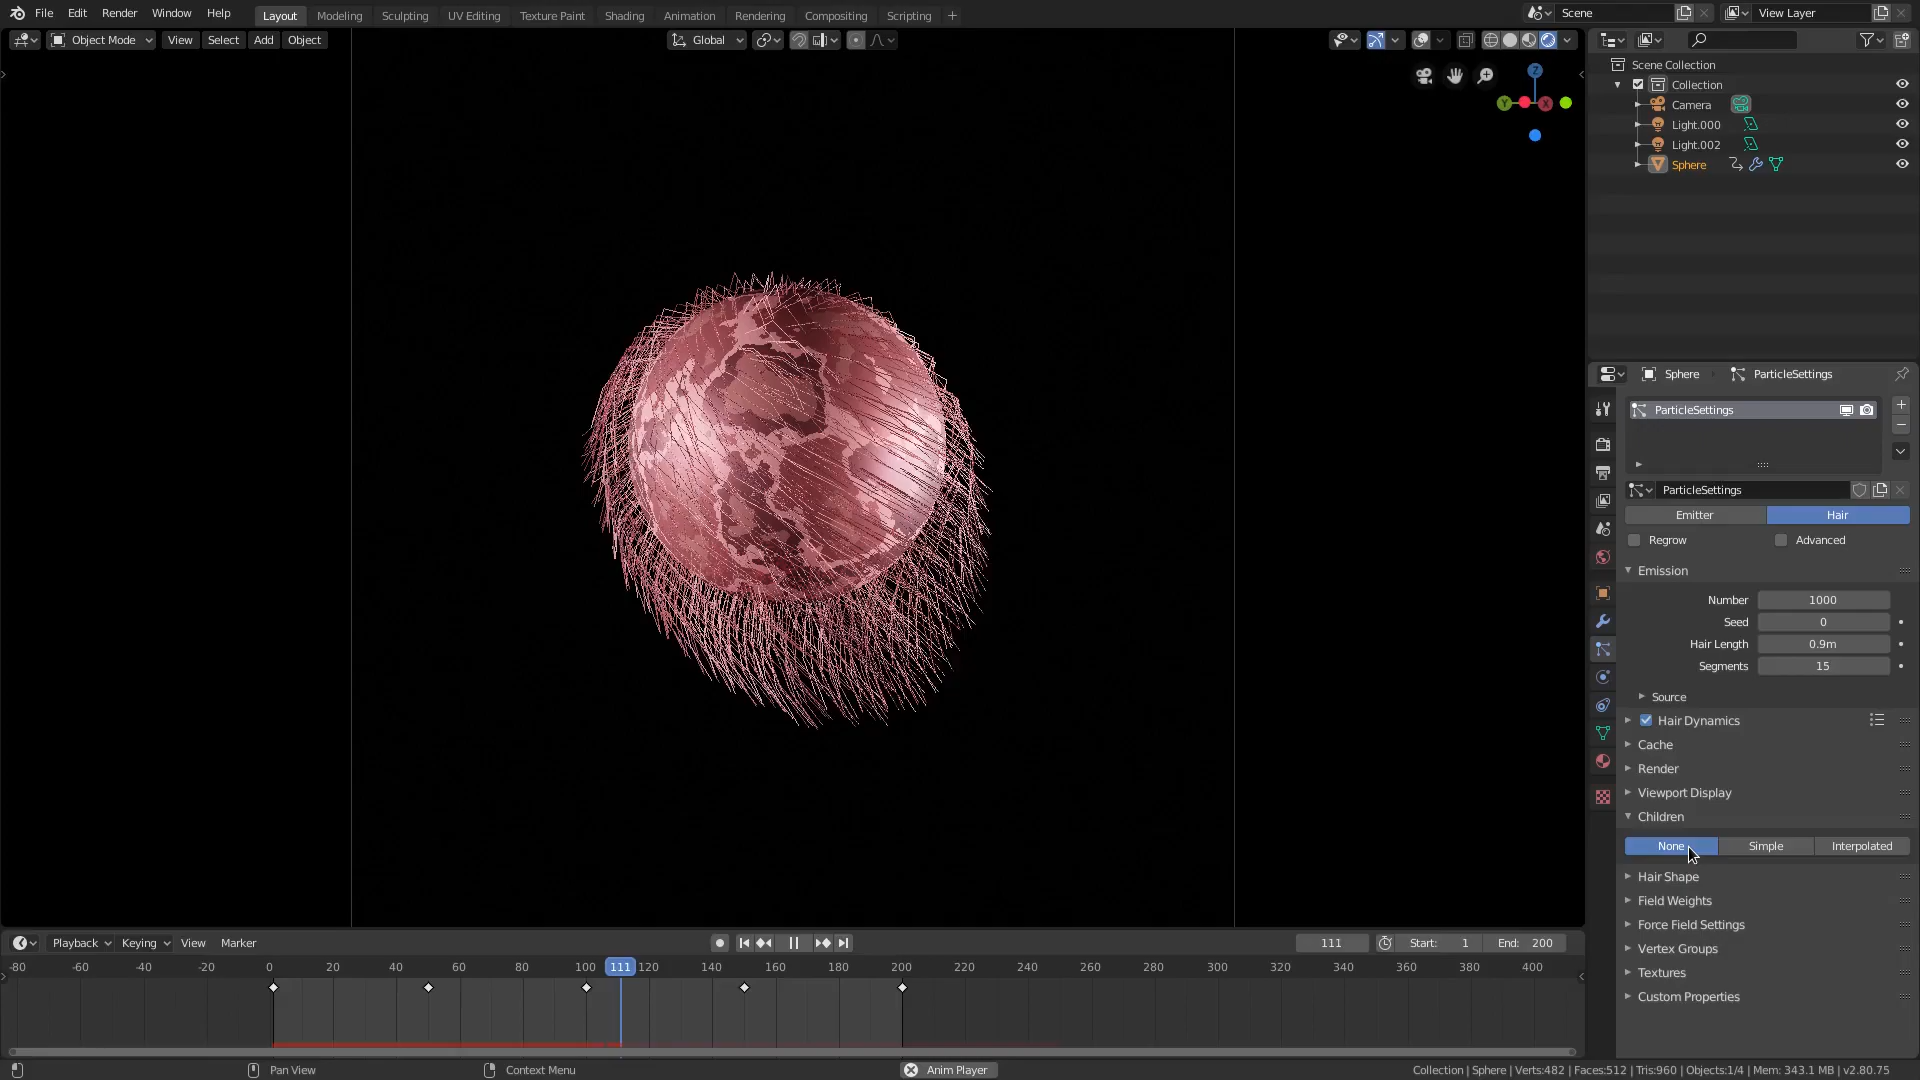 File Edit Render Window Help Layout Modeling Sculpting UV Editing Texture Paint Shading Animation Rendering Compositing Scripting + Scene View Layer
Object Mode View Select Add Object Global
Z
Y X
Scene Collection
Collection
Camera
Light.000
Light.002
Sphere
Sphere ParticleSettings
ParticleSettings
ParticleSettings
Emitter Hair
Regrow Advanced
Emission
Number 1000
Seed 0
Hair Length 0.9m
Segments 15
Source
Hair Dynamics
Cache
Render
Viewport Display
Children
None Simple Interpolated
Hair Shape
Field Weights
Force Field Settings
Vertex Groups
Textures
Custom Properties
Playback Keying View Marker 111 Start: 1 End: 200
-80 -60 -40 -20 0 20 40 60 80 100 111 120 140 160 180 200 220 240 260 280 300 320 340 360 380 400
Pan View Context Menu Anim Player Collection | Sphere | Verts:482 | Faces:512 | Tris:960 | Objects:1/4 | Mem: 343.1 MB | v2.80.75